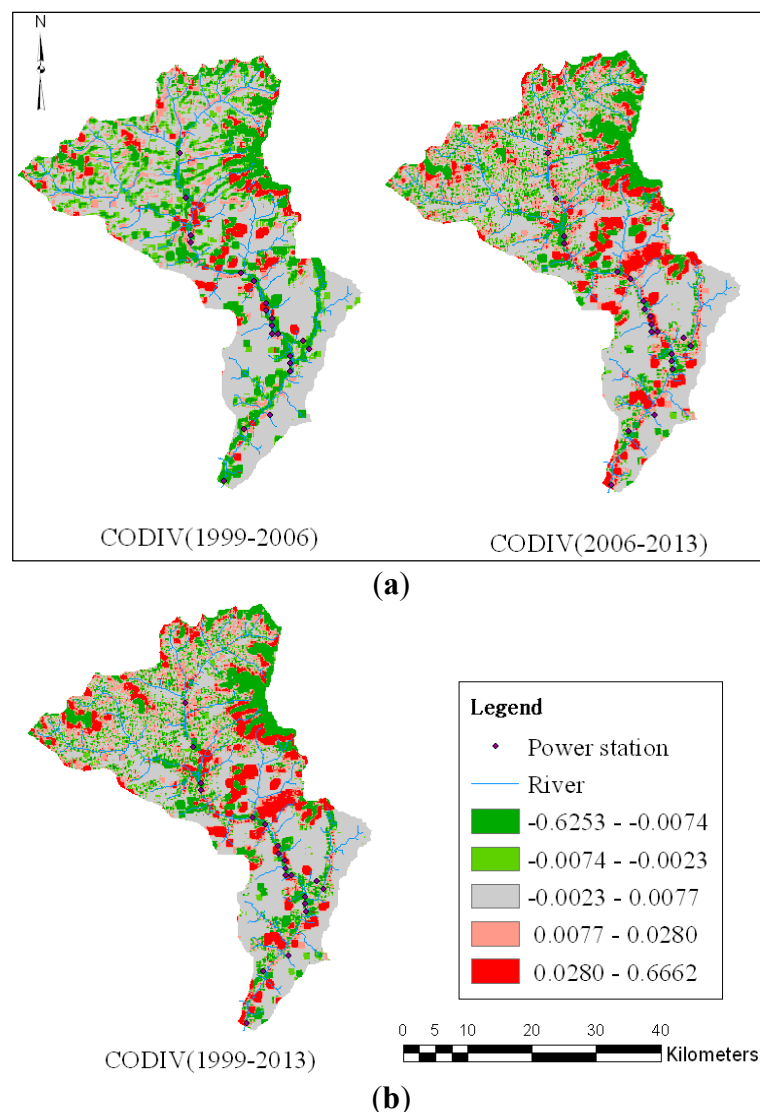 N
CODIV(1999-2006)
CODIV(2006-2013)
(a)
Legend
Power station
River
-0.6253 - -0.0074
-0.0074 - -0.0023
-0.0023 - 0.0077
0.0077 - 0.0280
0.0280 - 0.6662
0 5 10 20 30 40
Kilometers
CODIV(1999-2013)
(b)